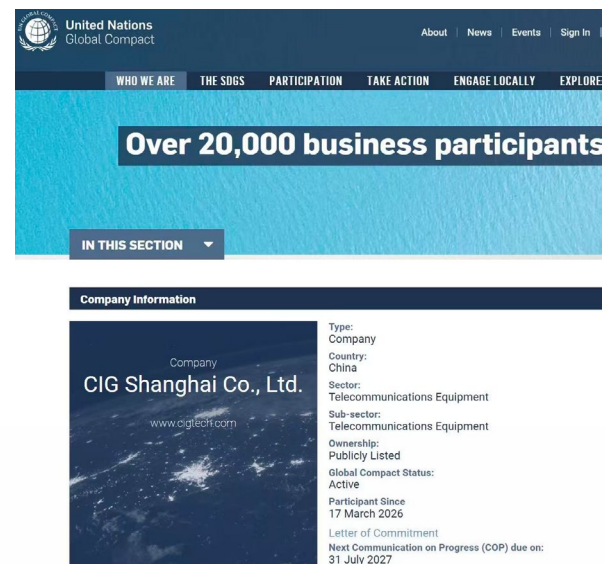 United Nations
Global Compact
About | News | Events | Sign In |
WHO WE ARE THE SDGS PARTICIPATION TAKE ACTION ENGAGE LOCALLY EXPLORE
Over 20,000 business participants
IN THIS SECTION
Company Information
Company
CIG Shanghai Co., Ltd.
www.cigtech.com
Type:
Company
Country:
China
Sector:
Telecommunications Equipment
Sub-sector:
Telecommunications Equipment
Ownership:
Publicly Listed
Global Compact Status:
Active
Participant Since
17 March 2026
Letter of Commitment
Next Communication on Progress (COP) due on:
31 July 2027